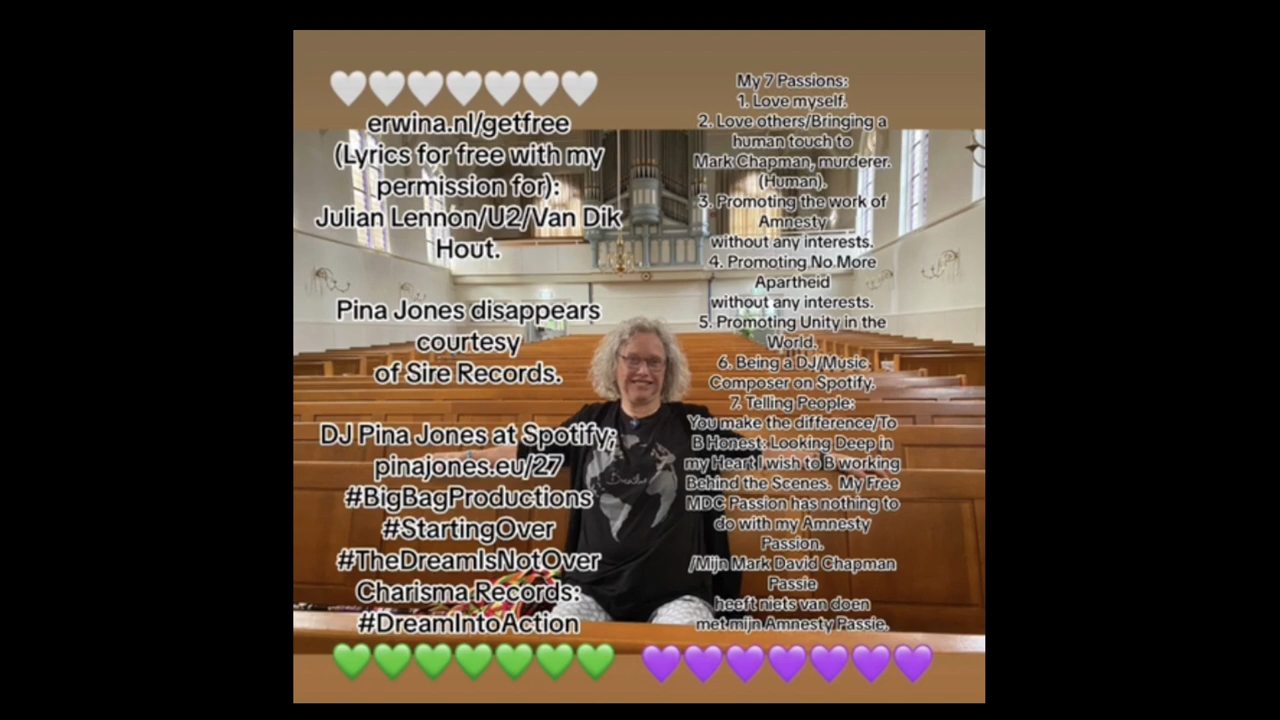 🤍🤍🤍🤍🤍🤍🤍
erwina.nl/getfree
(Lyrics for free with my
permission for):
Julian Lennon/U2/Van Dik
Hout.
Pina Jones disappears
courtesy
of Sire Records.
DJ Pina Jones at Spotify;
pinajones.eu/27
#BigBagProductions
#StartingOver
#TheDreamIsNotOver
Charisma Records:
#DreamIntoAction
💚💚💚💚💚💚💚
My 7 Passions:
1. Love myself.
2. Love others/Bringing a
human touch to
Mark Chapman, murderer.
(Human).
3. Promoting the work of
Amnesty
without any interests.
4. Promoting No More
Apartheid
without any interests.
5. Promoting Unity in the
World.
6. Being a DJ/Music
Composer on Spotify.
7. Telling People:
You make the difference/To
B Honest: Looking Deep in
my Heart I wish to B working
Behind the Scenes. My Free
MDC Passion has nothing to
do with my Amnesty
Passion.
/Mijn Mark David Chapman
Passie
heeft niets van doen
met mijn Amnesty Passie.
💜💜💜💜💜💜💜
Breathe